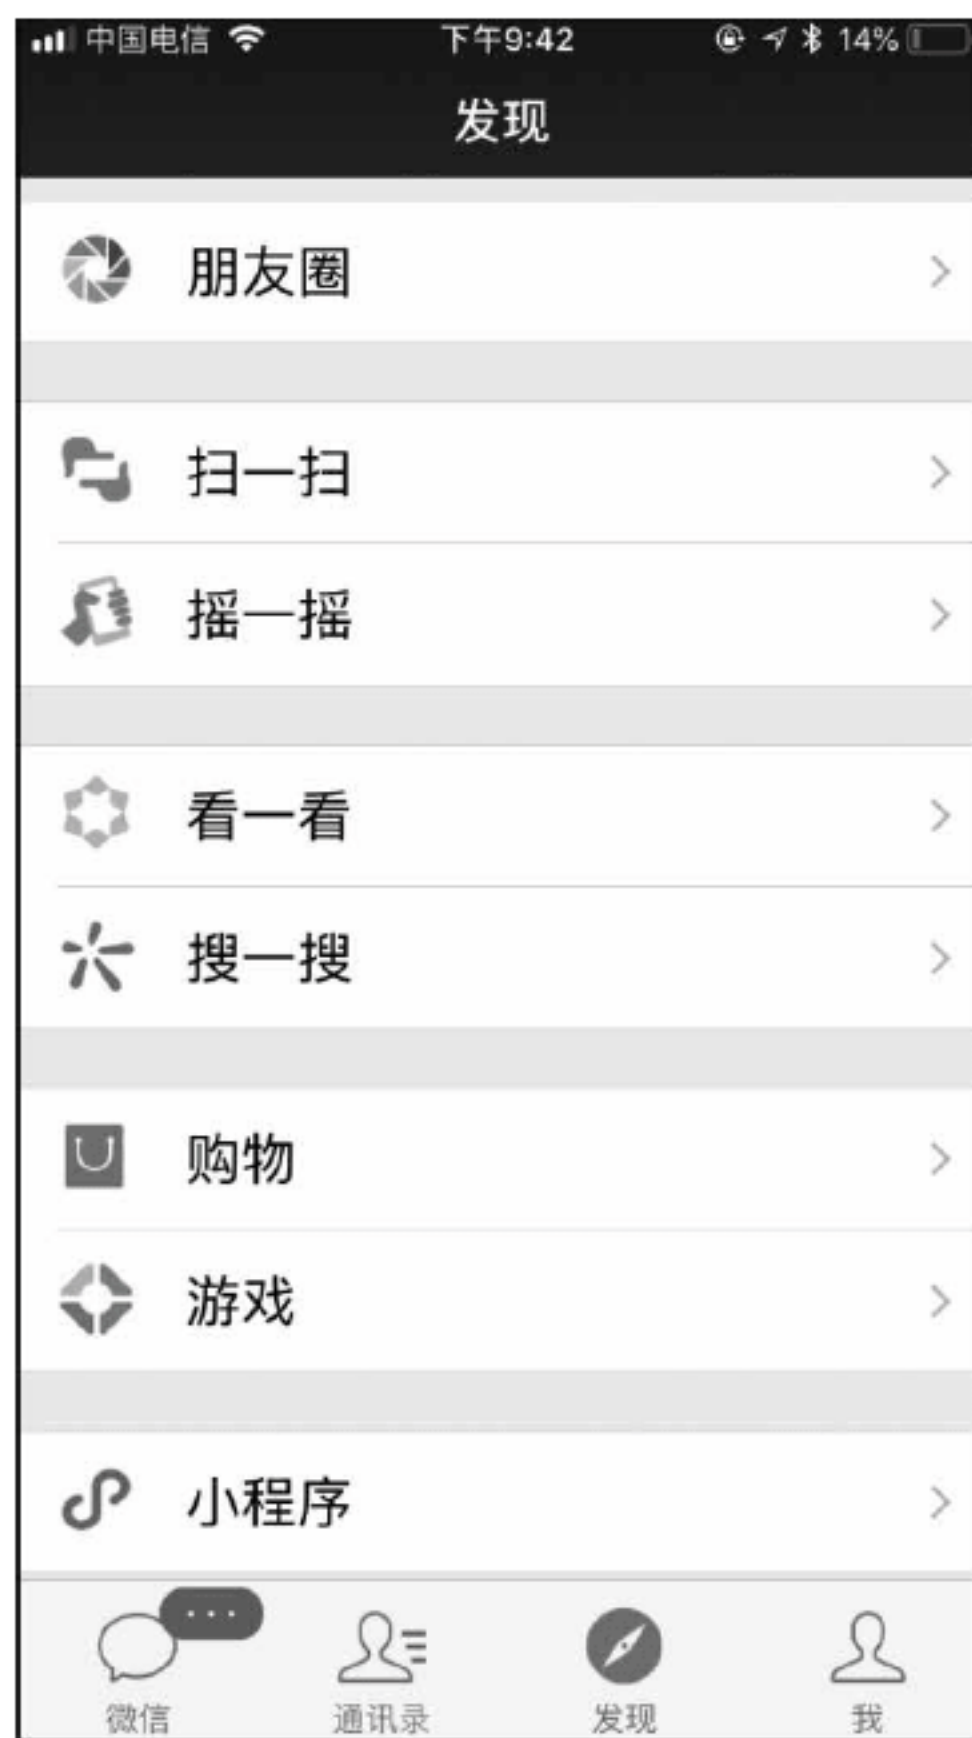 中国电信 下午9:42 14%
发现
朋友圈
扫一扫
摇一摇
看一看
搜一搜
购物
游戏
小程序
...
微信 通讯录 发现 我